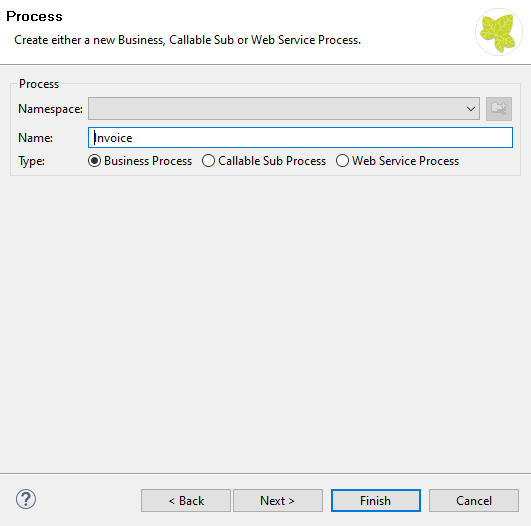 Process
Create either a new Business, Callable Sub or Web Service Process.
Process
Namespace:
Name: Invoice
Type: Business Process Callable Sub Process Web Service Process
? < Back Next > Finish Cancel